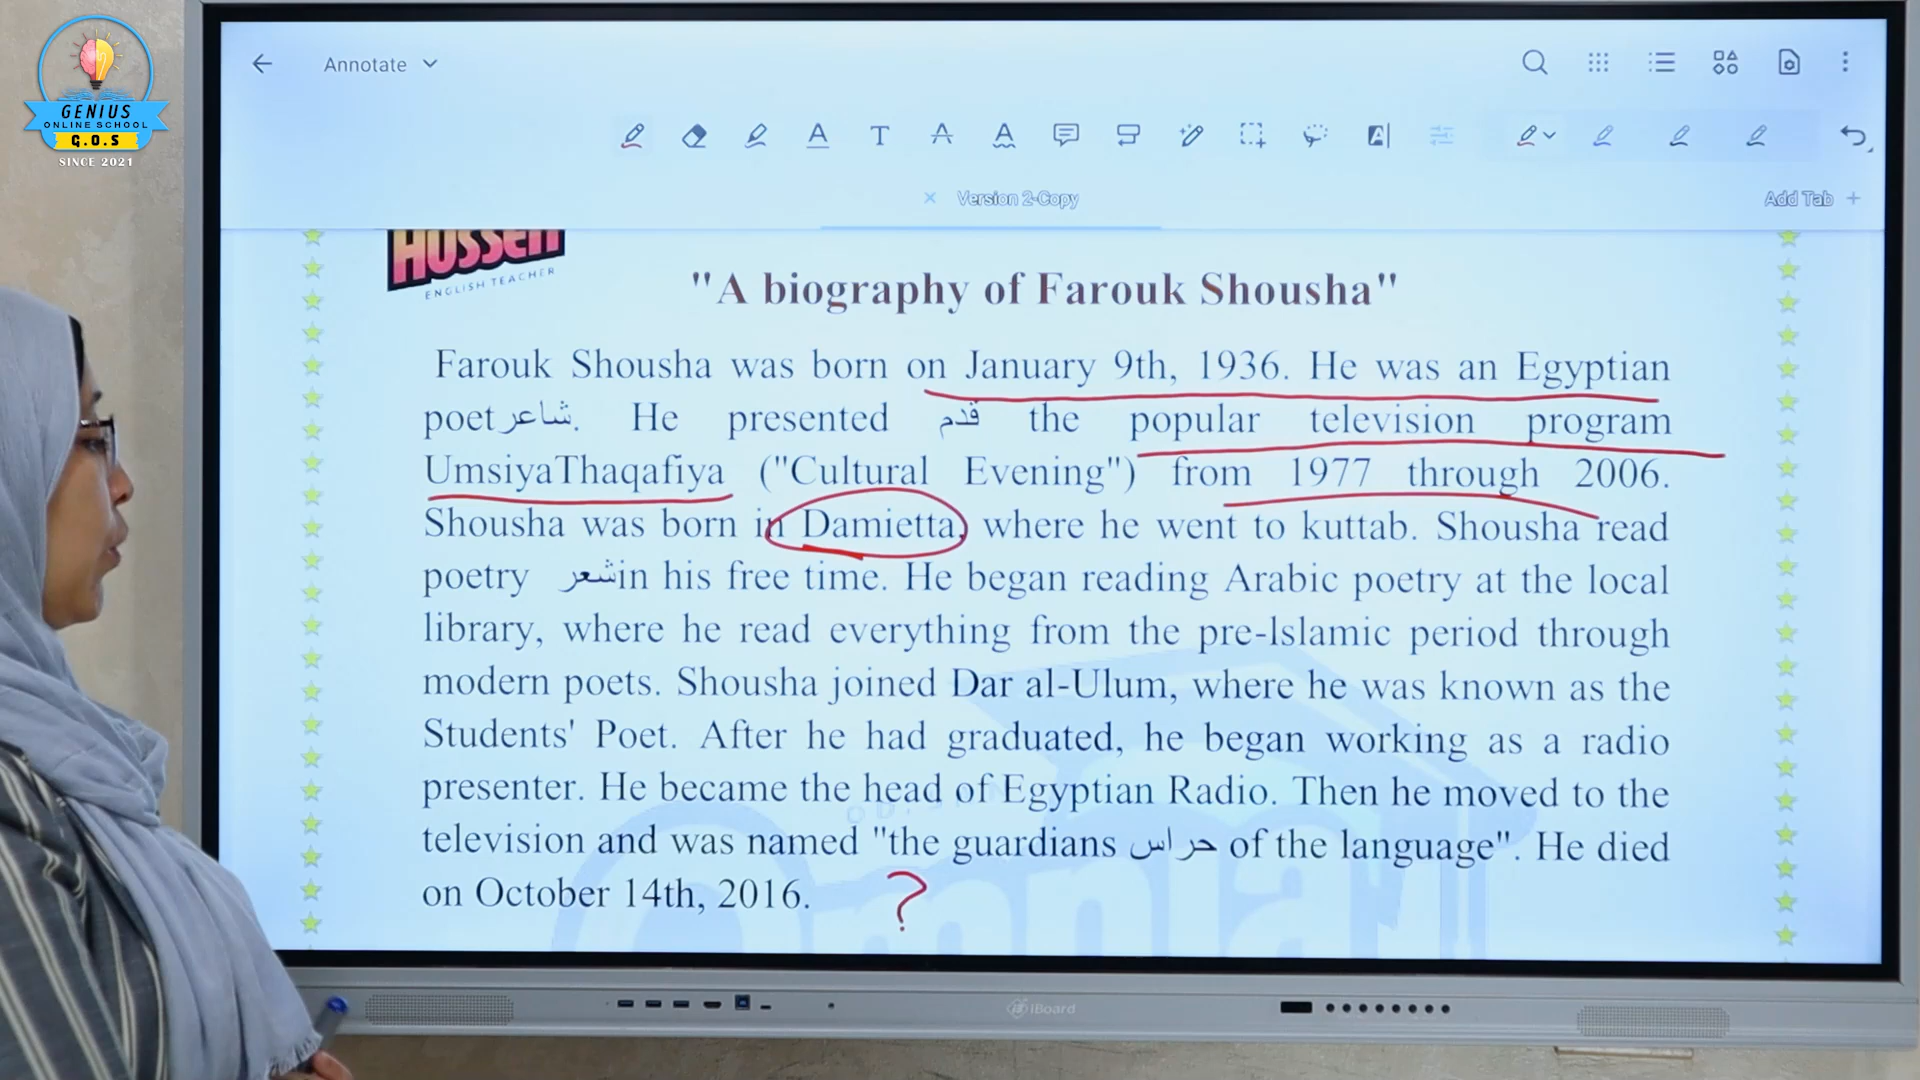 GENIUS
ONLINE SCHOOL
G.O.S
SINCE 2021
Annotate
Version 2-Copy
Add Tab +
HUSSEIN
ENGLISH TEACHER
"A biography of Farouk Shousha"
Farouk Shousha was born on January 9th, 1936. He was an Egyptian
poet شاعر. He presented قدم the popular television program
UmsiyaThaqafiya ("Cultural Evening") from 1977 through 2006.
Shousha was born in Damietta, where he went to kuttab. Shousha read
poetry شعر in his free time. He began reading Arabic poetry at the local
library, where he read everything from the pre-lslamic period through
modern poets. Shousha joined Dar al-Ulum, where he was known as the
Students' Poet. After he had graduated, he began working as a radio
presenter. He became the head of Egyptian Radio. Then he moved to the
television and was named "the guardians حراس of the language". He died
on October 14th, 2016. ?
Omnia
iBoard